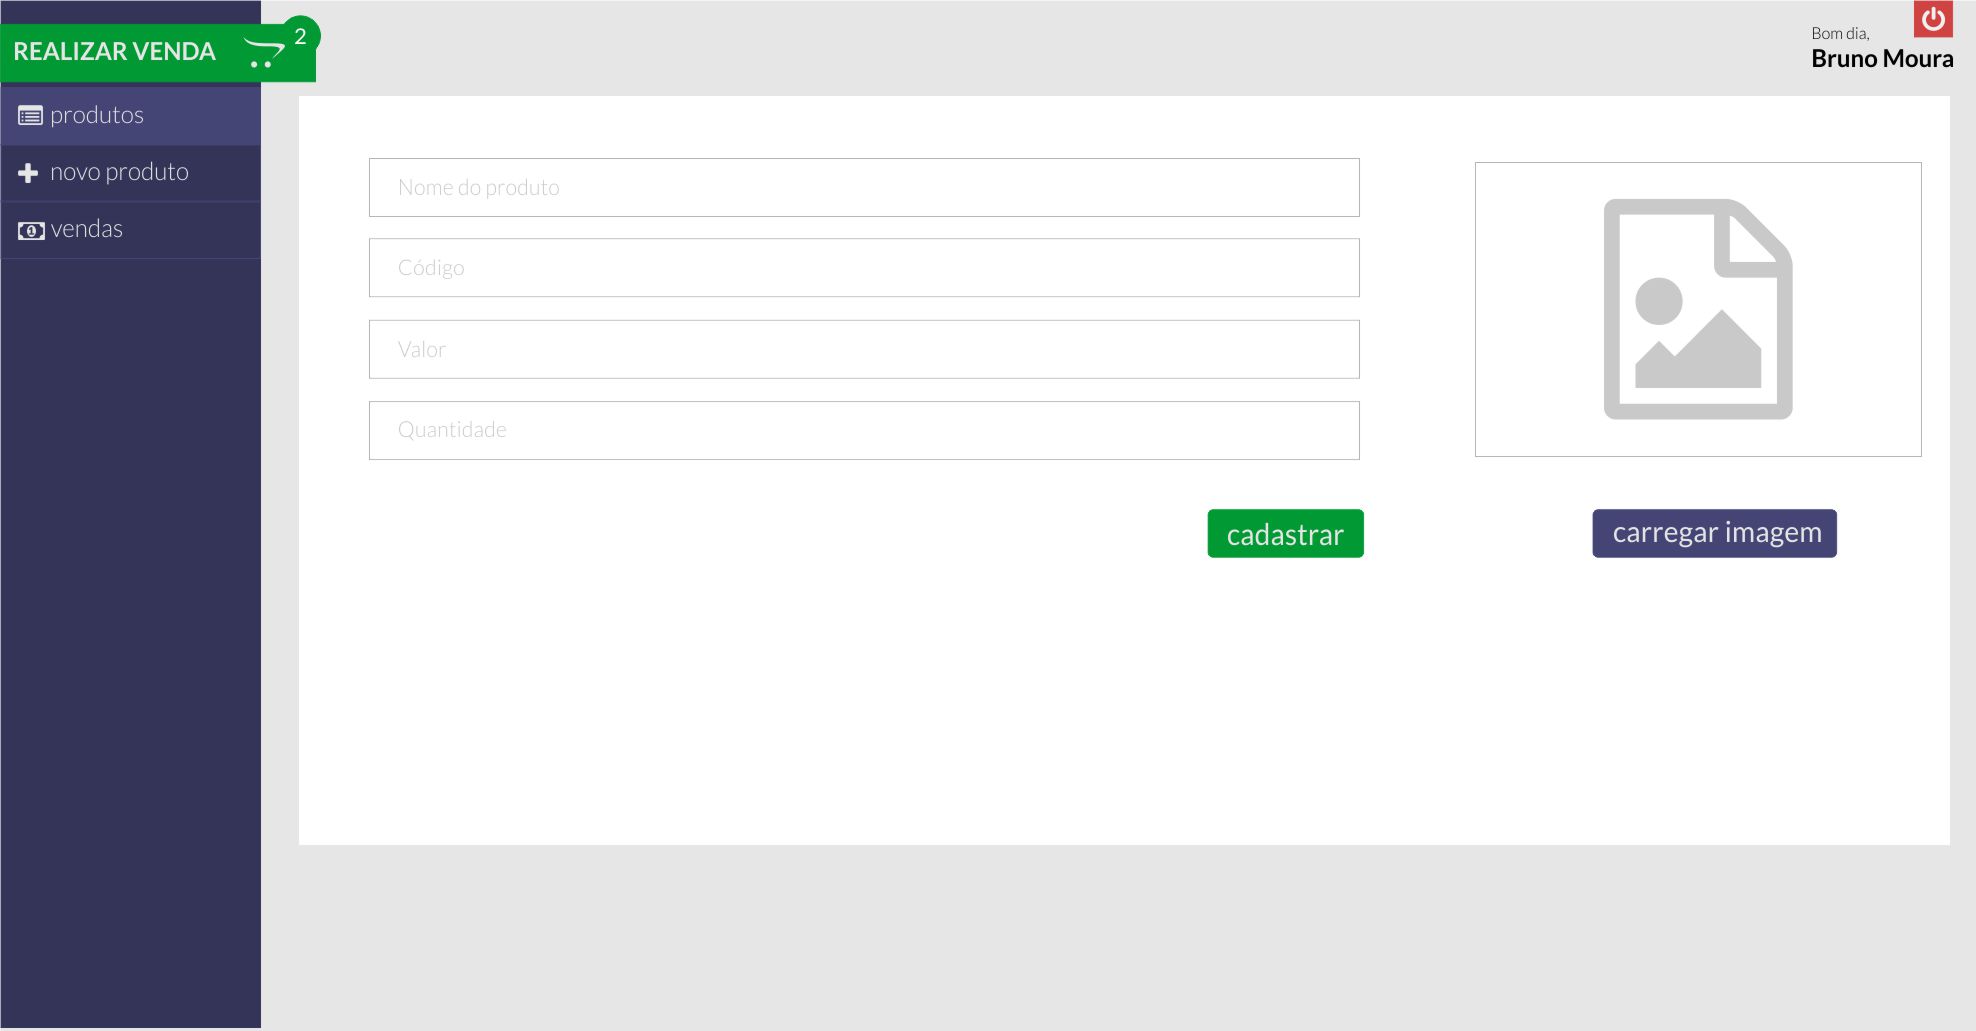 REALIZAR VENDA
2
produtos
novo produto
vendas
Bom dia,
Bruno Moura
Nome do produto
Código
Valor
Quantidade
cadastrar
carregar imagem